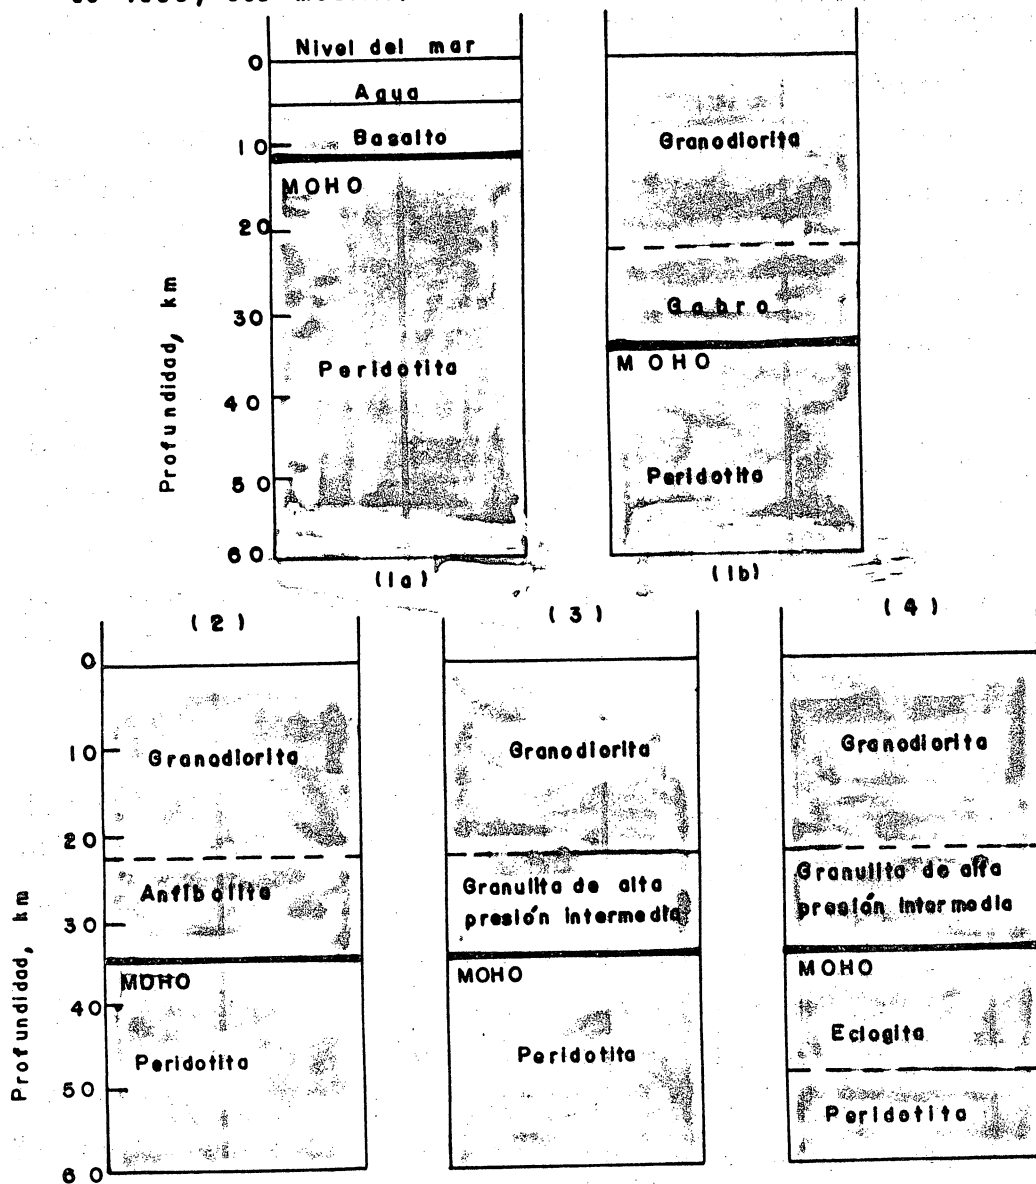 Nivel del mar
0
Agua
10
Basalto
MOHO
20
30
Peridotita
40
50
60
Profundidad, km
(1a)
Granodiorita
Gabro
MOHO
Peridotita
(1b)
(2)
0
10
Granodiorita
20
Anfibolita
30
MOHO
40
Peridotita
50
60
Profundidad, km
(3)
Granodiorita
Granulita de alta
presión intermedia
MOHO
Peridotita
(4)
Granodiorita
Granulita de alta
presión intermedia
MOHO
Eclogita
Peridotita